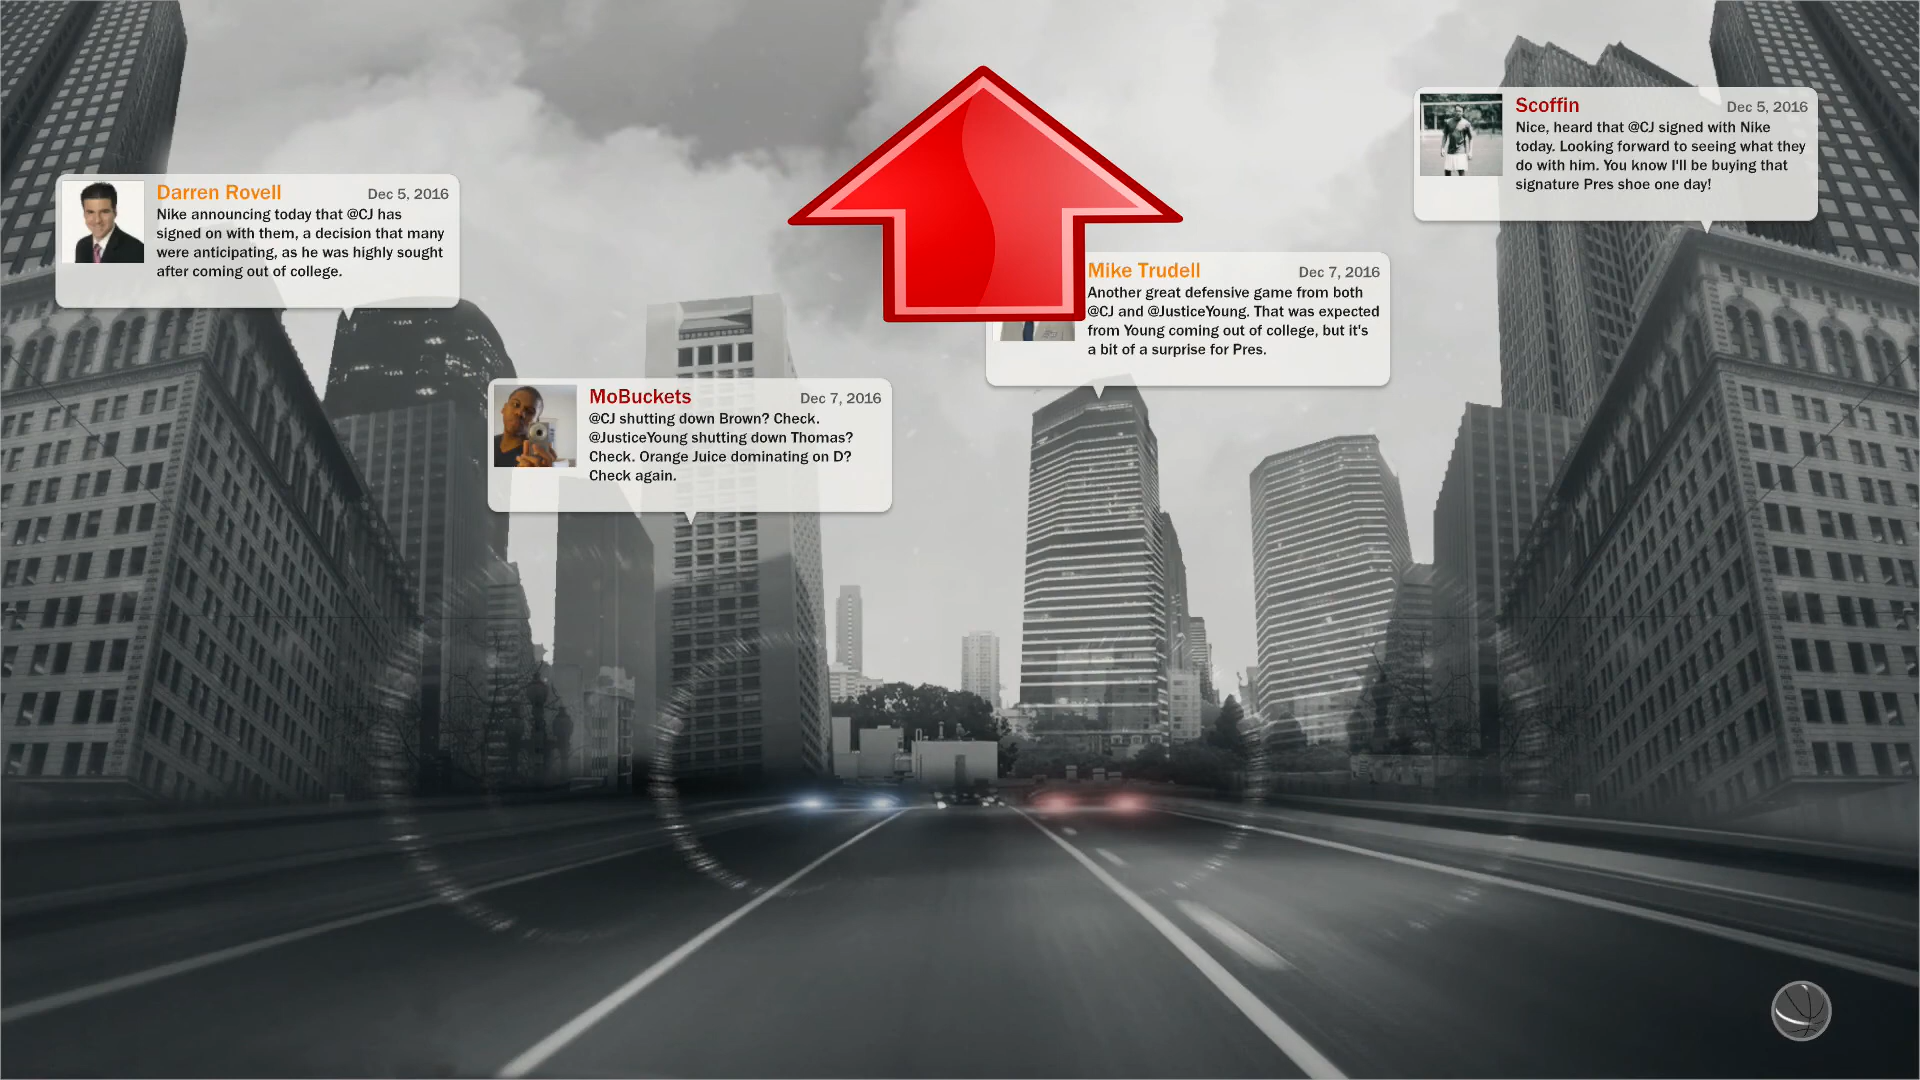 Darren Rovell Dec 5, 2016
Nike announcing today that @CJ has
signed on with them, a decision that many
were anticipating, as he was highly sought
after coming out of college.
MoBuckets Dec 7, 2016
@CJ shutting down Brown? Check.
@JusticeYoung shutting down Thomas?
Check. Orange Juice dominating on D?
Check again.
Mike Trudell Dec 7, 2016
Another great defensive game from both
@CJ and @JusticeYoung. That was expected
from Young coming out of college, but it's
a bit of a surprise for Pres.
Scoffin Dec 5, 2016
Nice, heard that @CJ signed with Nike
today. Looking forward to seeing what they
do with him. You know I'll be buying that
signature Pres shoe one day!